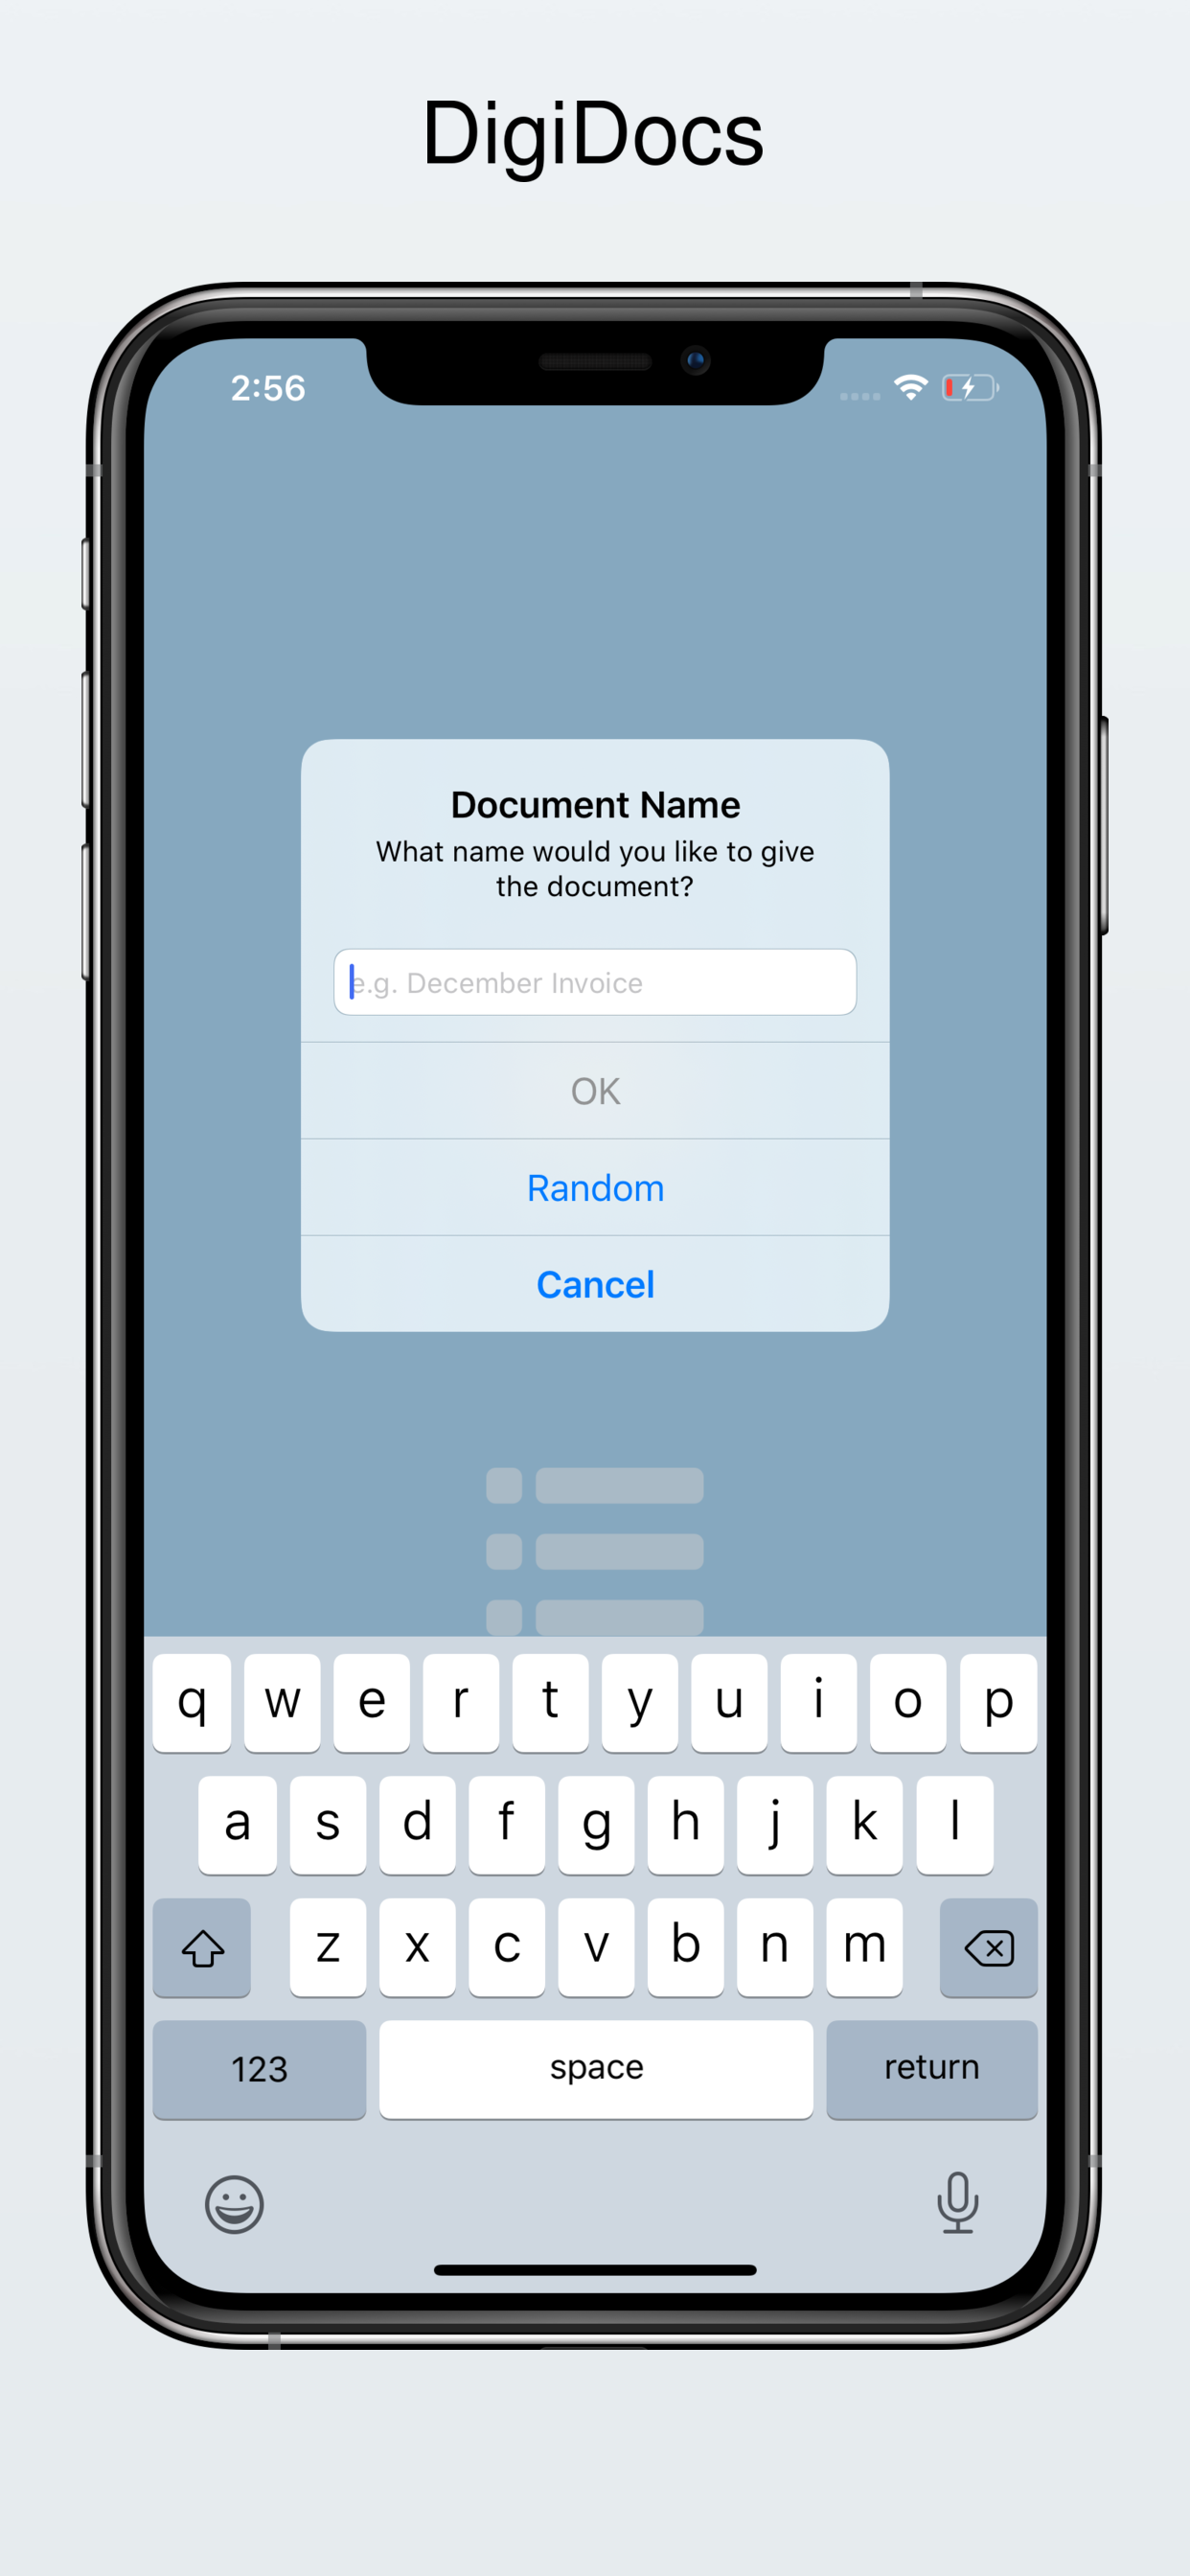 DigiDocs
2:56
Document Name
What name would you like to give
the document?
e.g. December Invoice
OK
Random
Cancel
q w e r t y u i o p
a s d f g h j k l
z x c v b n m
123 space return